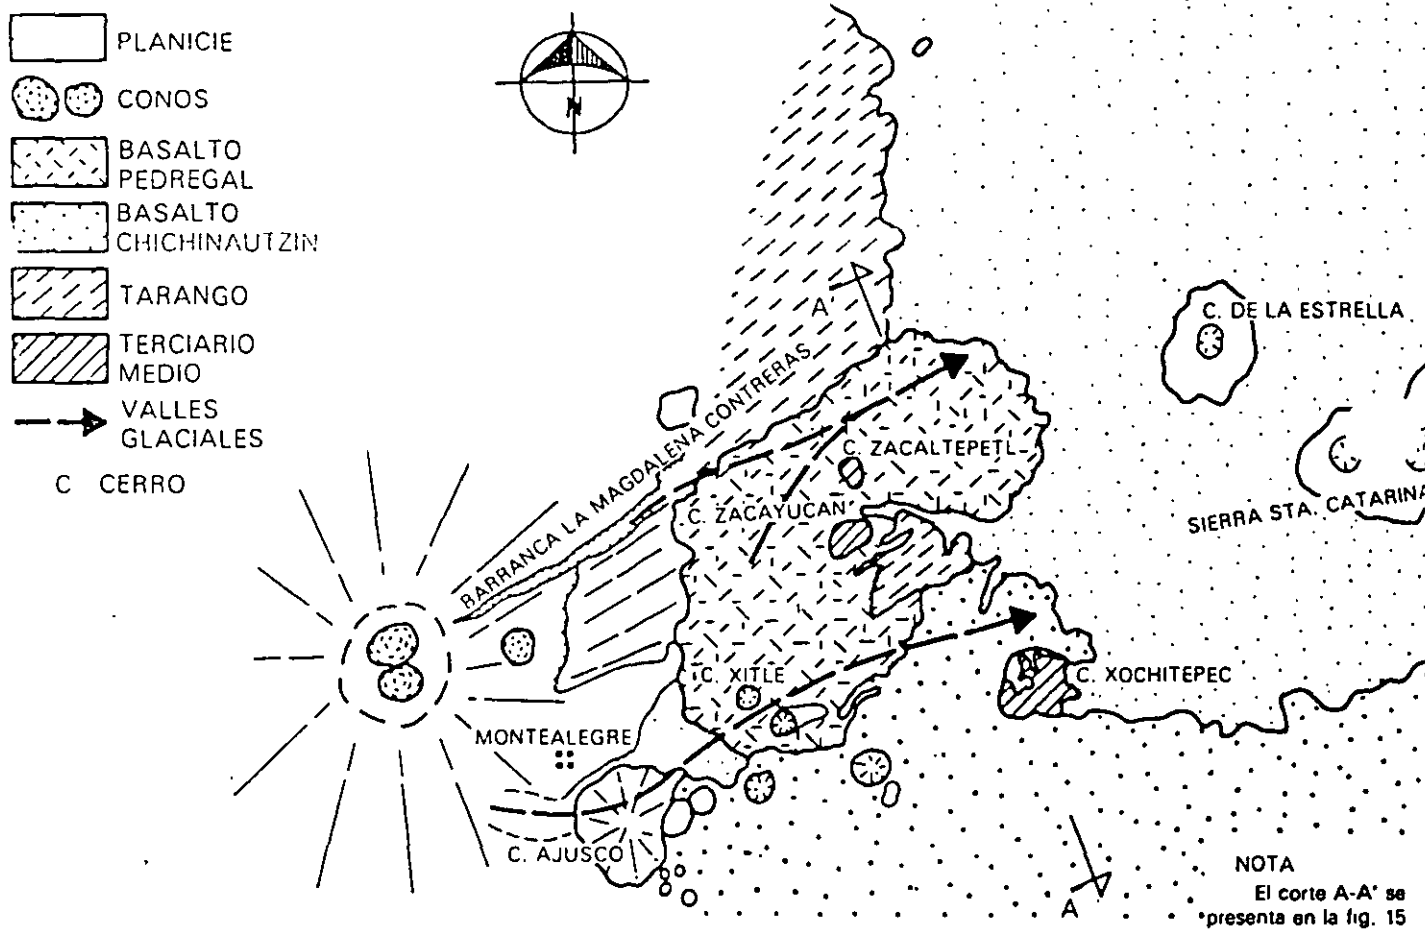 PLANICIE
CONOS
BASALTO
PEDREGAL
BASALTO
CHICHINAUTZIN
TARANGO
TERCIARIO
MEDIO
VALLES
GLACIALES
C CERRO
N
A'
C. DE LA ESTRELLA
BARRANCA LA MAGDALENA CONTRERAS
C. ZACALTEPETL
SIERRA STA. CATARINA
C. ZACAYUCAN
C. XITLE
C. XOCHITEPEC
MONTEALEGRE
C. AJUSCO
A
NOTA
El corte A-A' se
presenta en la fig. 15